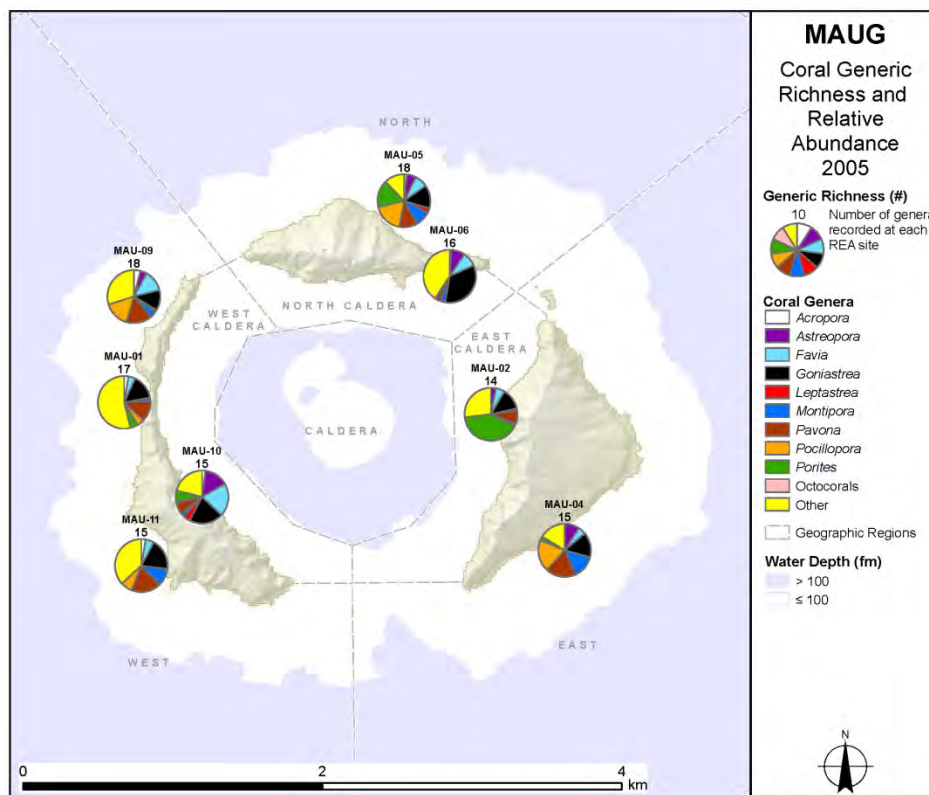 NORTH
MAU-05
18
MAU-06
16
MAU-09
18
NORTH CALDERA
WEST
CALDERA
EAST
CALDERA
MAU-01
17
MAU-02
14
CALDERA
MAU-10
15
MAU-11
15
MAU-04
15
WEST
EAST
0
2
4
km
MAUG
Coral Generic
Richness and
Relative
Abundance
2005
Generic Richness (#)
10
Number of genera
recorded at each
REA site
Coral Genera
Acropora
Astreopora
Favia
Goniastrea
Leptastrea
Montipora
Pavona
Pocillopora
Porites
Octocorals
Other
Geographic Regions
Water Depth (fm)
> 100
≤ 100
N